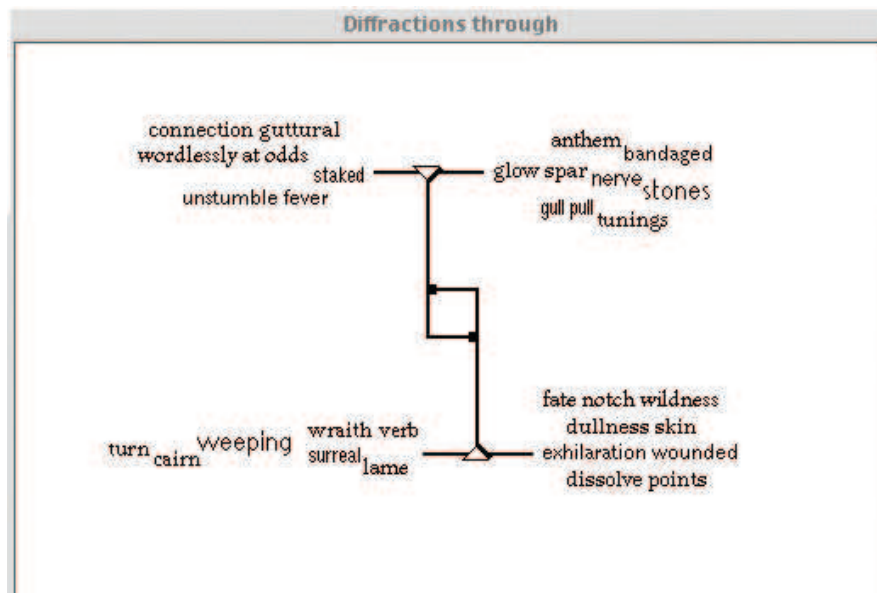 Diffractions through
connection guttural
wordlessly at odds
staked
unstumble fever
anthem
bandaged
glow spar
nerve
stones
gull pull
tunings
fate notch wildness
dullness skin
exhilaration wounded
dissolve points
turn
cairn
weeping
wraith verb
surreal
lame